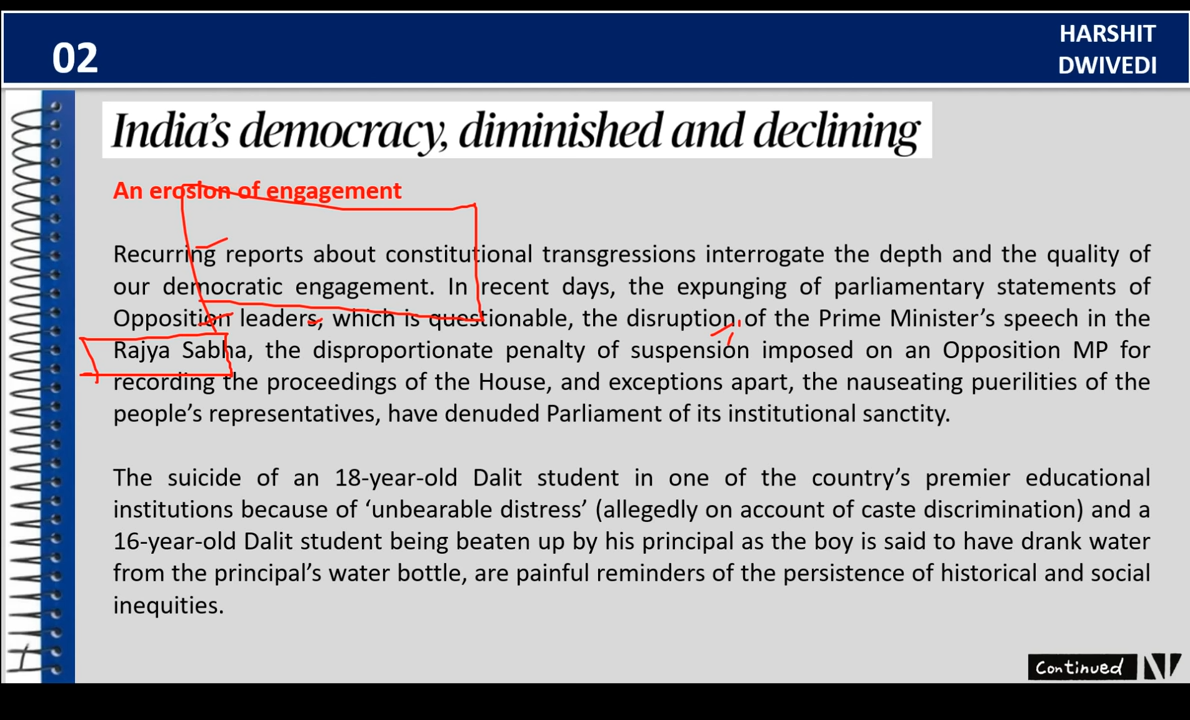 02
HARSHIT
DWIVEDI
India's democracy, diminished and declining
An erosion of engagement
Recurring reports about constitutional transgressions interrogate the depth and the quality of
our democratic engagement. In recent days, the expunging of parliamentary statements of
Opposition leaders, which is questionable, the disruption of the Prime Minister's speech in the
Rajya Sabha, the disproportionate penalty of suspension imposed on an Opposition MP for
recording the proceedings of the House, and exceptions apart, the nauseating puerilities of the
people's representatives, have denuded Parliament of its institutional sanctity.
The suicide of an 18-year-old Dalit student in one of the country's premier educational
institutions because of 'unbearable distress' (allegedly on account of caste discrimination) and a
16-year-old Dalit student being beaten up by his principal as the boy is said to have drank water
from the principal's water bottle, are painful reminders of the persistence of historical and social
inequities.
Continued